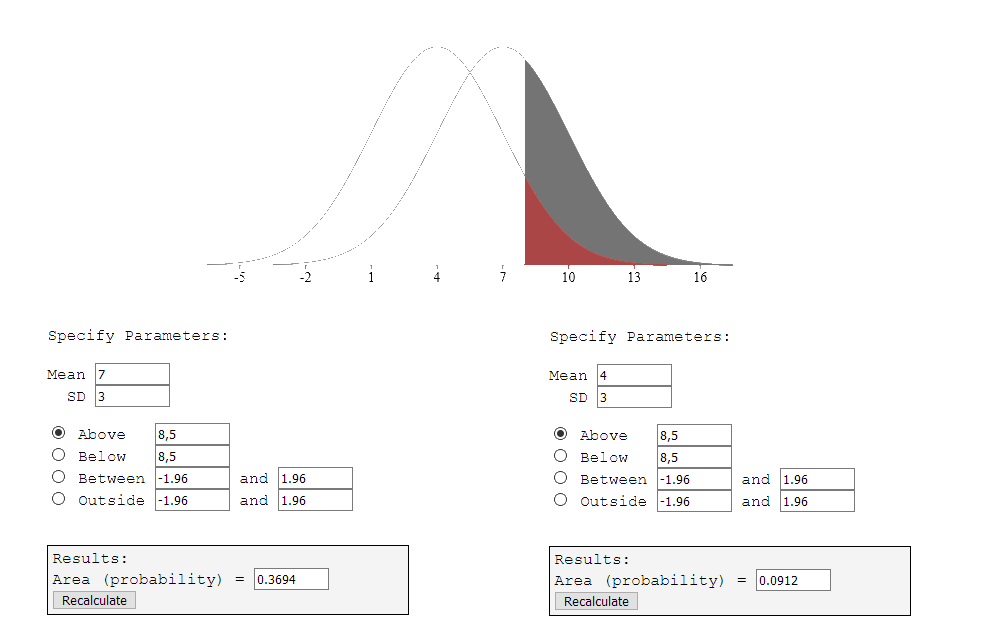 -5 -2 1 4 7 10 13 16
Specify Parameters:
Mean 7
SD 3
Above 8,5
Below 8,5
Between -1.96 and 1.96
Outside -1.96 and 1.96
Results:
Area (probability) = 0.3694
Recalculate
Specify Parameters:
Mean 4
SD 3
Above 8,5
Below 8,5
Between -1.96 and 1.96
Outside -1.96 and 1.96
Results:
Area (probability) = 0.0912
Recalculate